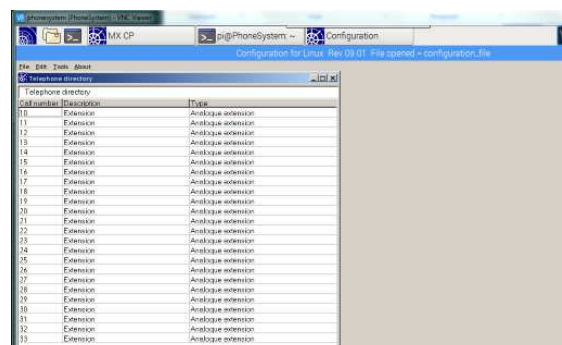 phonesystem (PhoneSystem) - VNC Viewer
MX CP
pi@PhoneSystem: ~
Configuration
Configuration for Linux Rev 09.01 File opened = configuration_file
File Edit Tools About
Telephone directory
Telephone directory
Call number Description Type
10 Extension Analogue extension
11 Extension Analogue extension
12 Extension Analogue extension
13 Extension Analogue extension
14 Extension Analogue extension
15 Extension Analogue extension
16 Extension Analogue extension
17 Extension Analogue extension
18 Extension Analogue extension
19 Extension Analogue extension
20 Extension Analogue extension
21 Extension Analogue extension
22 Extension Analogue extension
23 Extension Analogue extension
24 Extension Analogue extension
25 Extension Analogue extension
26 Extension Analogue extension
27 Extension Analogue extension
28 Extension Analogue extension
29 Extension Analogue extension
30 Extension Analogue extension
31 Extension Analogue extension
32 Extension Analogue extension
33 Extension Analogue extension